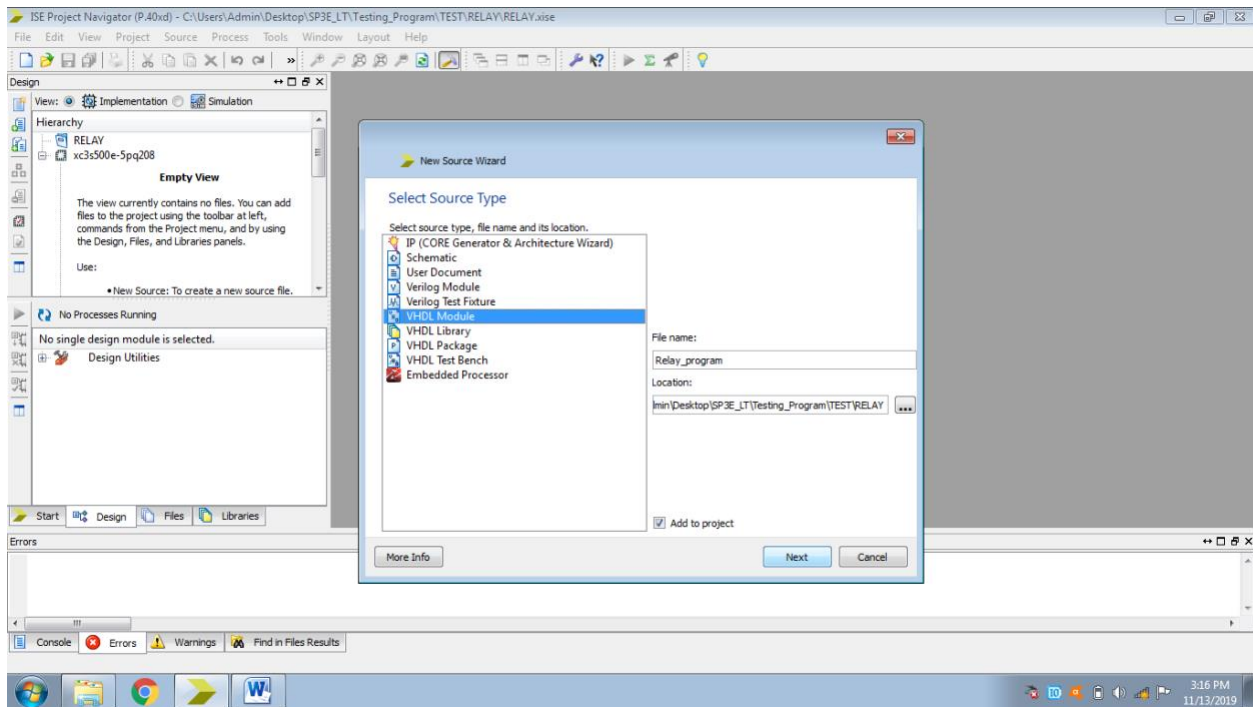 ISE Project Navigator (P.40xd) - C:\Users\Admin\Desktop\SP3E_LT\Testing_Program\TEST\RELAY\RELAY.xise
File Edit View Project Source Process Tools Window Layout Help
Design
View: Implementation Simulation
Hierarchy
RELAY
xc3s500e-5pq208
Empty View
The view currently contains no files. You can add
files to the project using the toolbar at left,
commands from the Project menu, and by using
the Design, Files, and Libraries panels.
Use:
•New Source: To create a new source file.
No Processes Running
No single design module is selected.
Design Utilities
Start Design Files Libraries
New Source Wizard
Select Source Type
Select source type, file name and its location.
IP (CORE Generator & Architecture Wizard)
Schematic
User Document
Verilog Module
Verilog Test Fixture
VHDL Module
VHDL Library
VHDL Package
VHDL Test Bench
Embedded Processor
File name:
Relay_program
Location:
lmin\Desktop\SP3E_LT\Testing_Program\TEST\RELAY
...
Add to project
More Info Next Cancel
Errors
Console Errors Warnings Find in Files Results
3:16 PM
11/13/2019